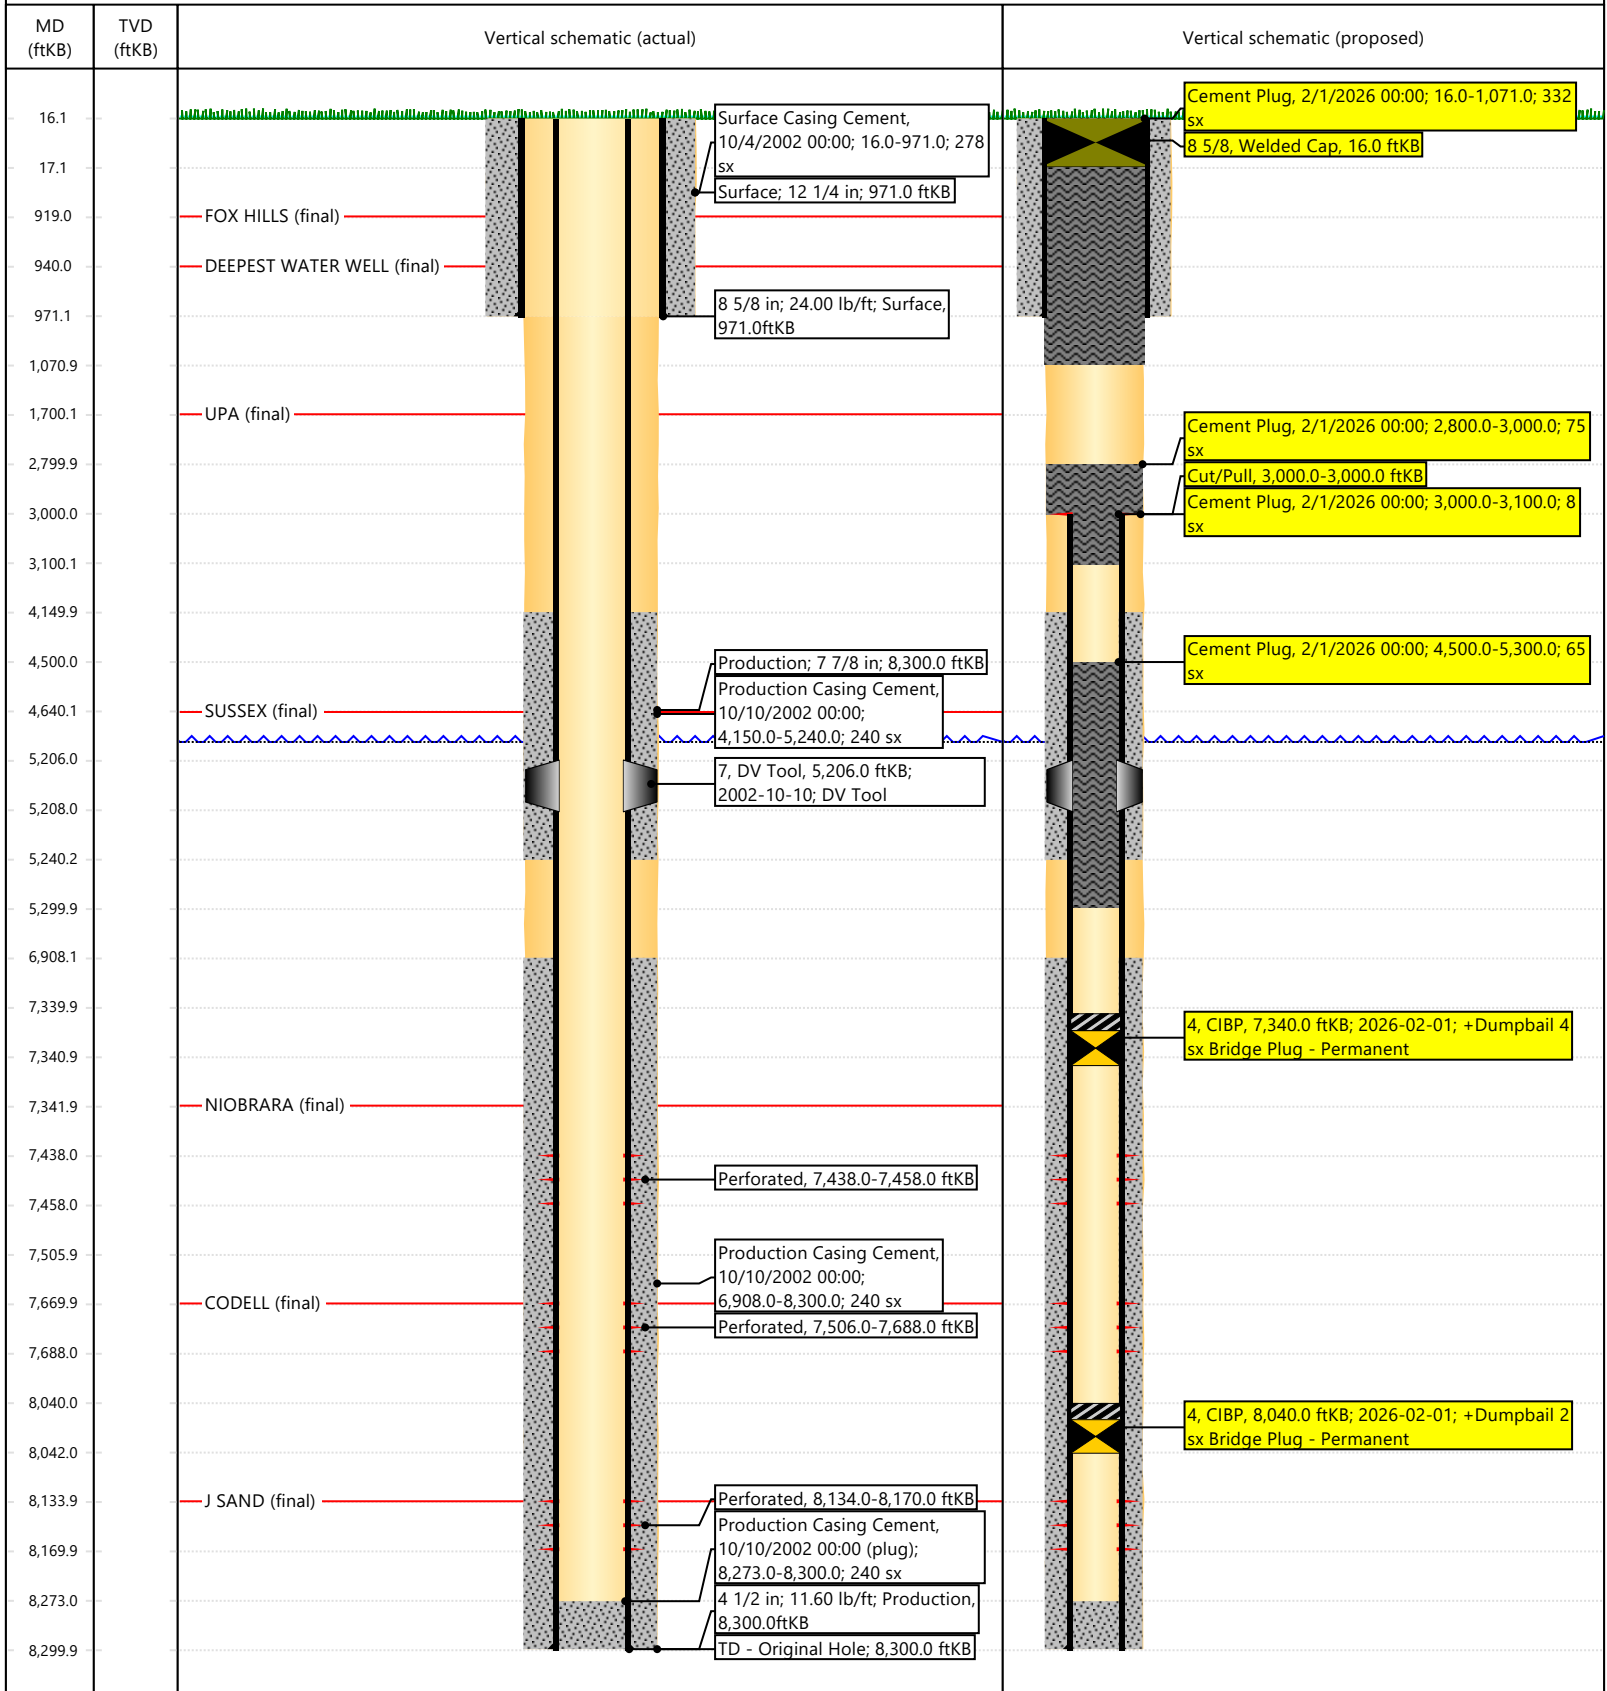 MD
(ftKB)
TVD
(ftKB)
Vertical schematic (actual)
Vertical schematic (proposed)
16.1
17.1
919.0
940.0
971.1
1,070.9
1,700.1
2,799.9
3,000.0
3,100.1
4,149.9
4,500.0
4,640.1
5,206.0
5,208.0
5,240.2
5,299.9
6,908.1
7,339.9
7,340.9
7,341.9
7,438.0
7,458.0
7,505.9
7,669.9
7,688.0
8,040.0
8,042.0
8,133.9
8,169.9
8,273.0
8,299.9
FOX HILLS (final)
DEEPEST WATER WELL (final)
UPA (final)
SUSSEX (final)
NIOBRARA (final)
CODELL (final)
J SAND (final)
Surface Casing Cement,
10/4/2002 00:00; 16.0-971.0; 278
sx
Surface; 12 1/4 in; 971.0 ftKB
8 5/8 in; 24.00 lb/ft; Surface,
971.0ftKB
Production; 7 7/8 in; 8,300.0 ftKB
Production Casing Cement,
10/10/2002 00:00;
4,150.0-5,240.0; 240 sx
7, DV Tool, 5,206.0 ftKB;
2002-10-10; DV Tool
Perforated, 7,438.0-7,458.0 ftKB
Production Casing Cement,
10/10/2002 00:00;
6,908.0-8,300.0; 240 sx
Perforated, 7,506.0-7,688.0 ftKB
Perforated, 8,134.0-8,170.0 ftKB
Production Casing Cement,
10/10/2002 00:00 (plug);
8,273.0-8,300.0; 240 sx
4 1/2 in; 11.60 lb/ft; Production,
8,300.0ftKB
TD - Original Hole; 8,300.0 ftKB
Cement Plug, 2/1/2026 00:00; 16.0-1,071.0; 332
sx
8 5/8, Welded Cap, 16.0 ftKB
Cement Plug, 2/1/2026 00:00; 2,800.0-3,000.0; 75
sx
Cut/Pull, 3,000.0-3,000.0 ftKB
Cement Plug, 2/1/2026 00:00; 3,000.0-3,100.0; 8
sx
Cement Plug, 2/1/2026 00:00; 4,500.0-5,300.0; 65
sx
4, CIBP, 7,340.0 ftKB; 2026-02-01; +Dumpbail 4
sx Bridge Plug - Permanent
4, CIBP, 8,040.0 ftKB; 2026-02-01; +Dumpbail 2
sx Bridge Plug - Permanent